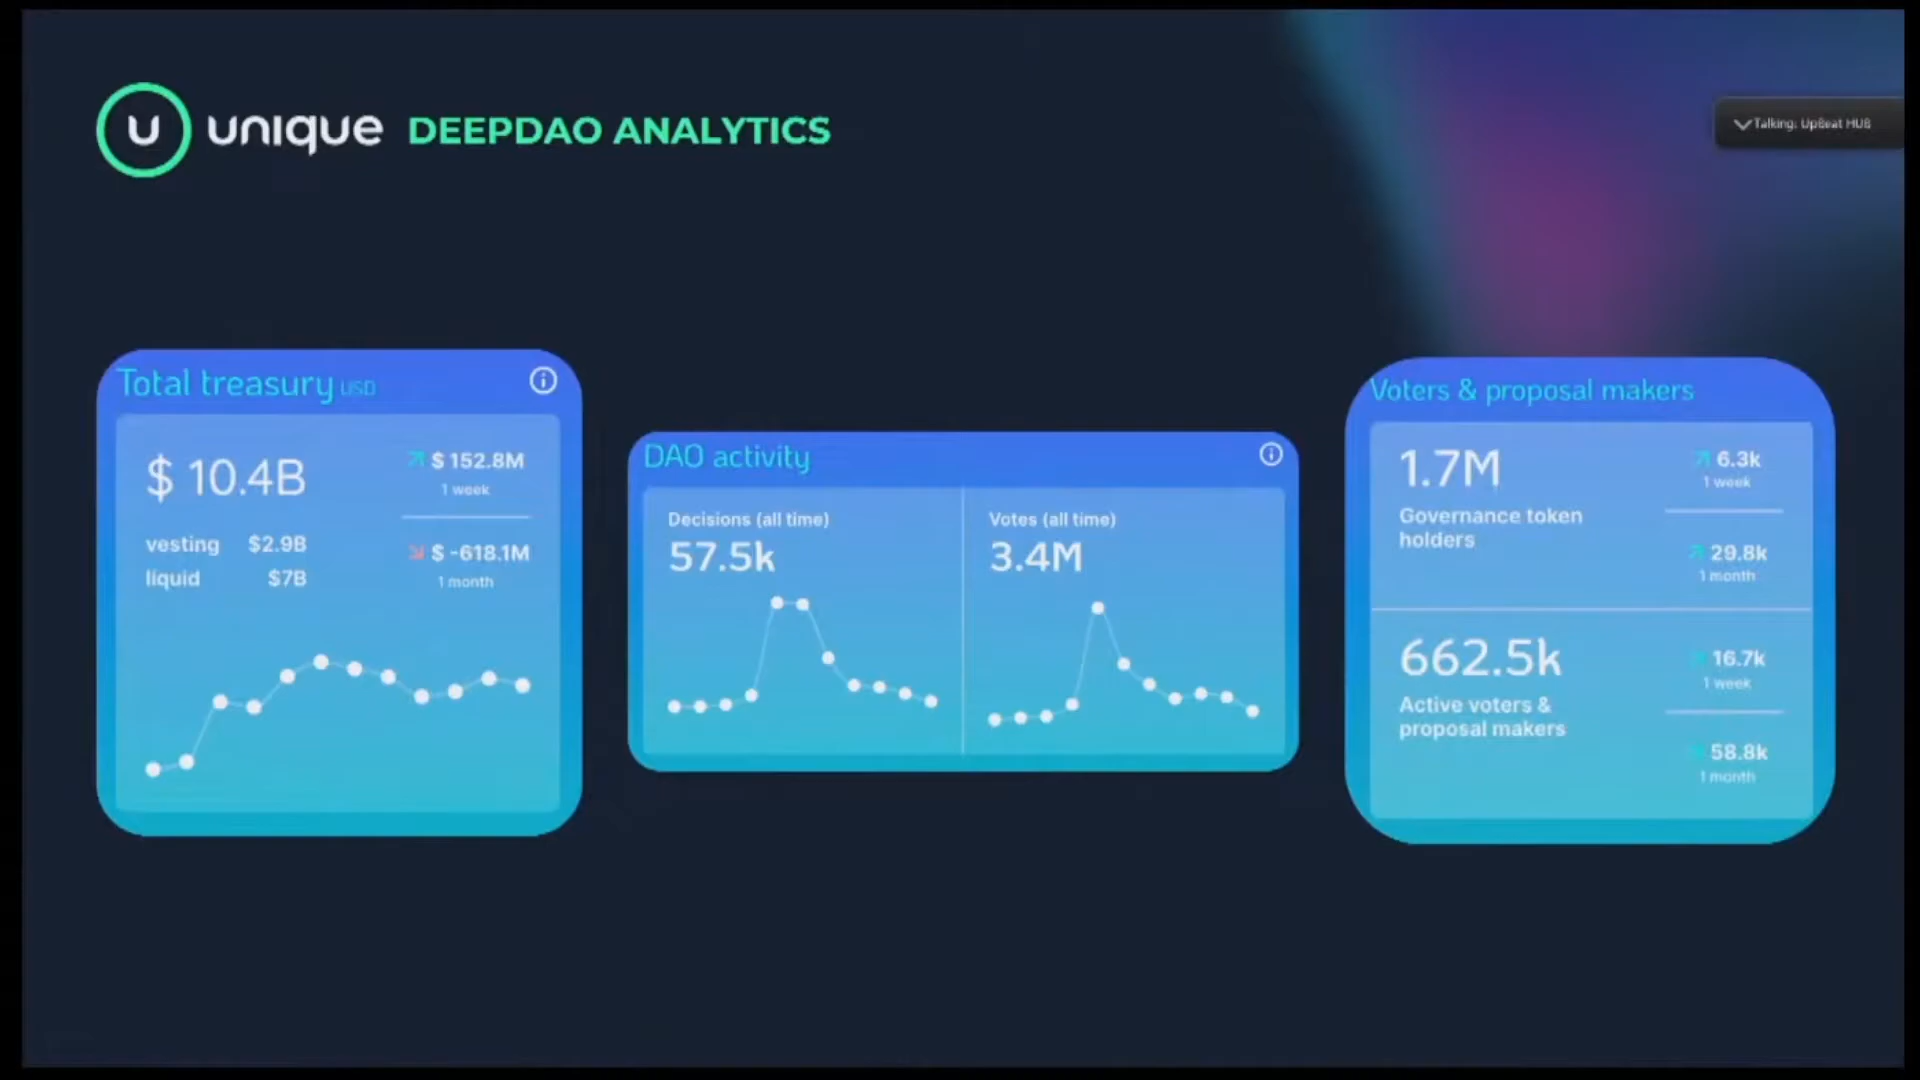 U unique DEEPDAO ANALYTICS
Talking: UpBeat HUB
Total treasury USD
$ 10.4B
vesting $2.9B
liquid $7B
$ 152.8M
1 week
$ -618.1M
1 month
DAO activity
Decisions (all time)
57.5k
Votes (all time)
3.4M
Voters & proposal makers
1.7M
Governance token
holders
6.3k
1 week
29.8k
1 month
662.5k
Active voters &
proposal makers
16.7k
1 week
58.8k
1 month